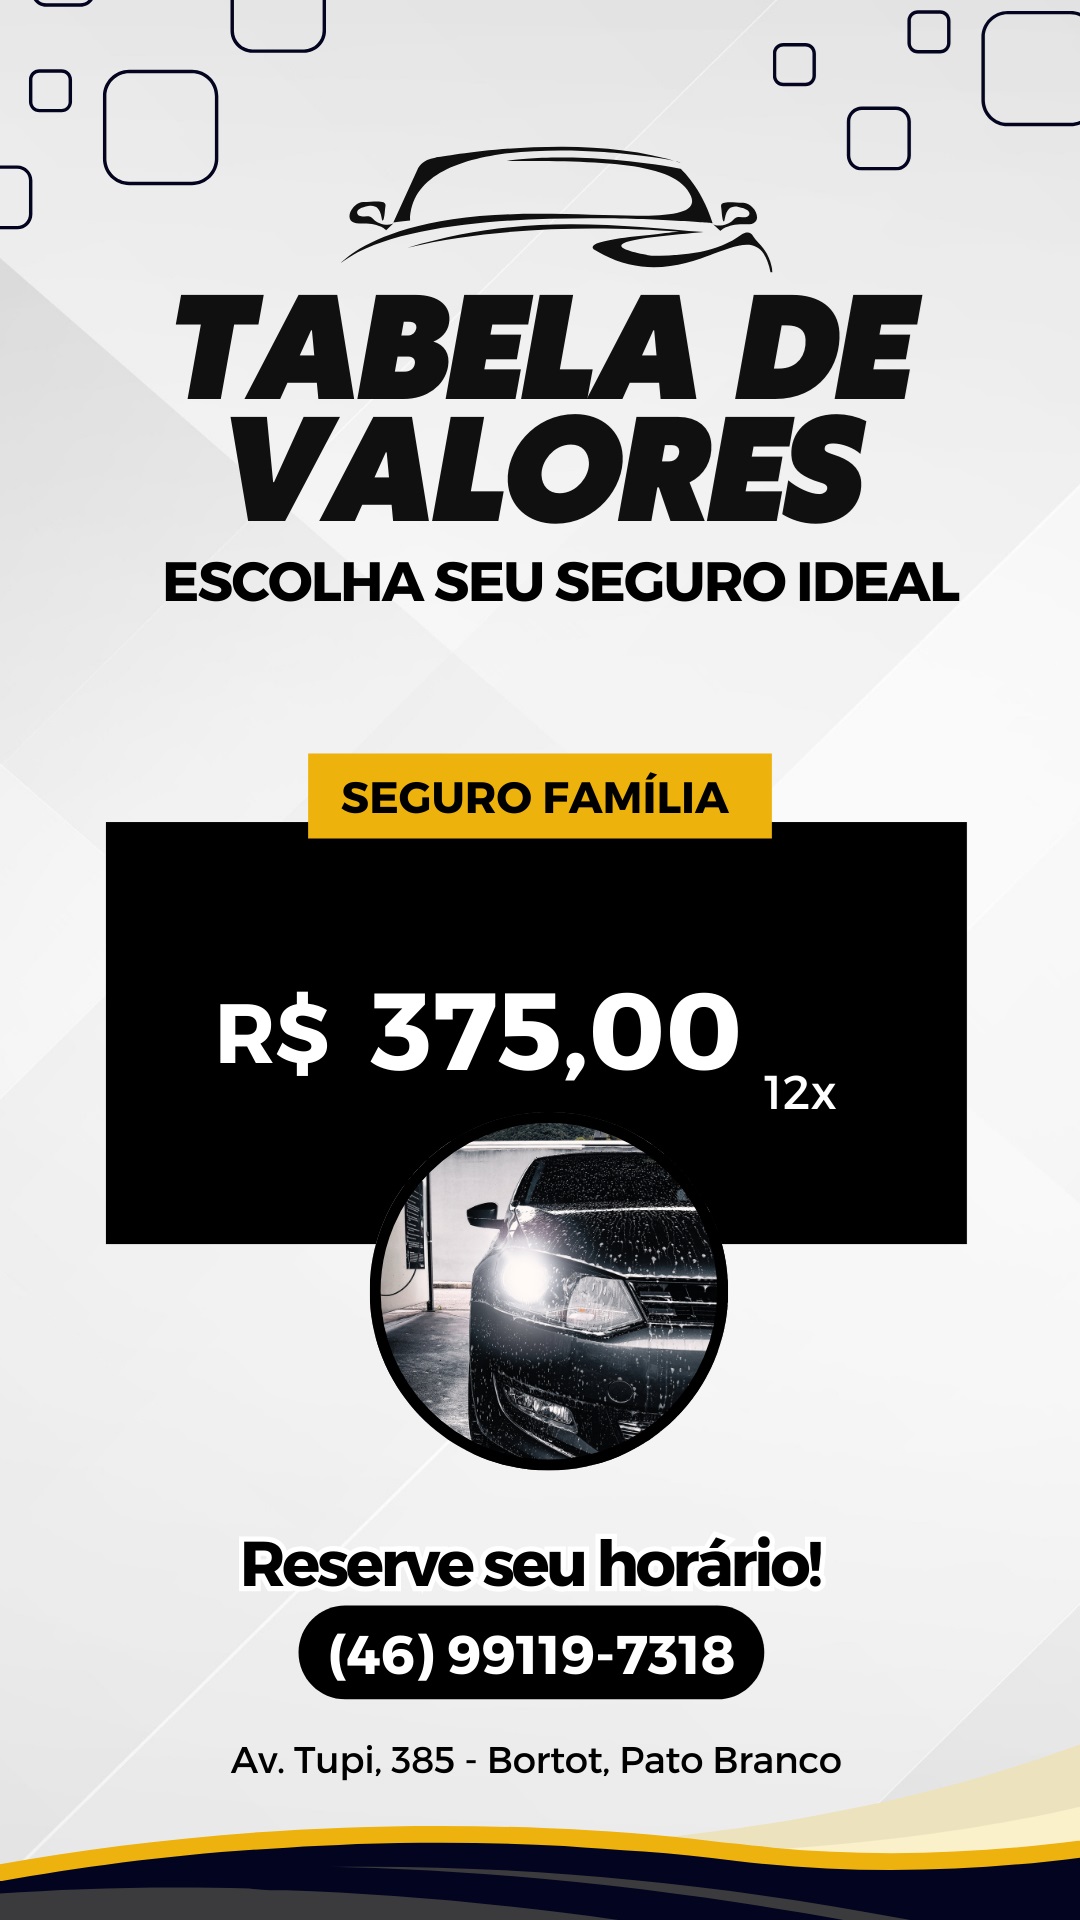 TABELA DE
VALORES
ESCOLHA SEU SEGURO IDEAL
SEGURO FAMÍLIA
R$ 375,00
12x
Reserve seu horário!
(46) 99119-7318
Av. Tupi, 385 - Bortot, Pato Branco